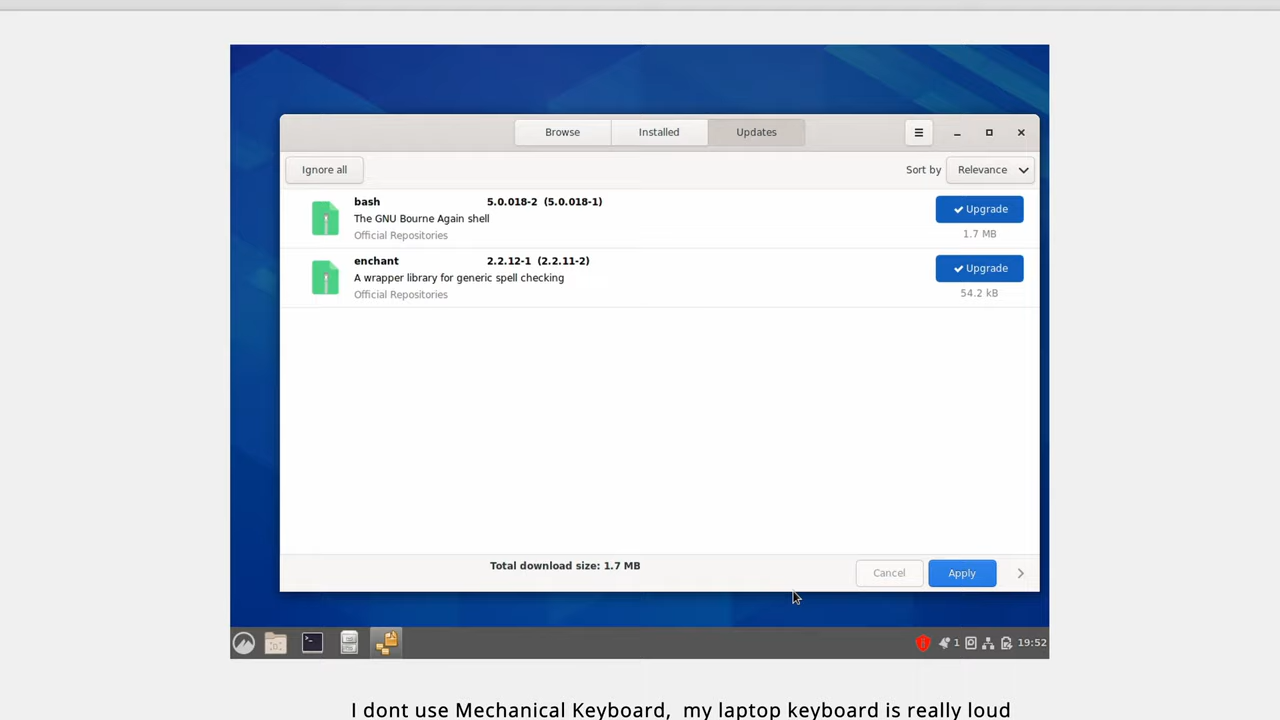 Browse Installed Updates
Ignore all Sort by Relevance
bash 5.0.018-2 (5.0.018-1) Upgrade
The GNU Bourne Again shell
Official Repositories 1.7 MB
enchant 2.2.12-1 (2.2.11-2) Upgrade
A wrapper library for generic spell checking
Official Repositories 54.2 kB
Total download size: 1.7 MB Cancel Apply
1 19:52
I dont use Mechanical Keyboard, my laptop keyboard is really loud